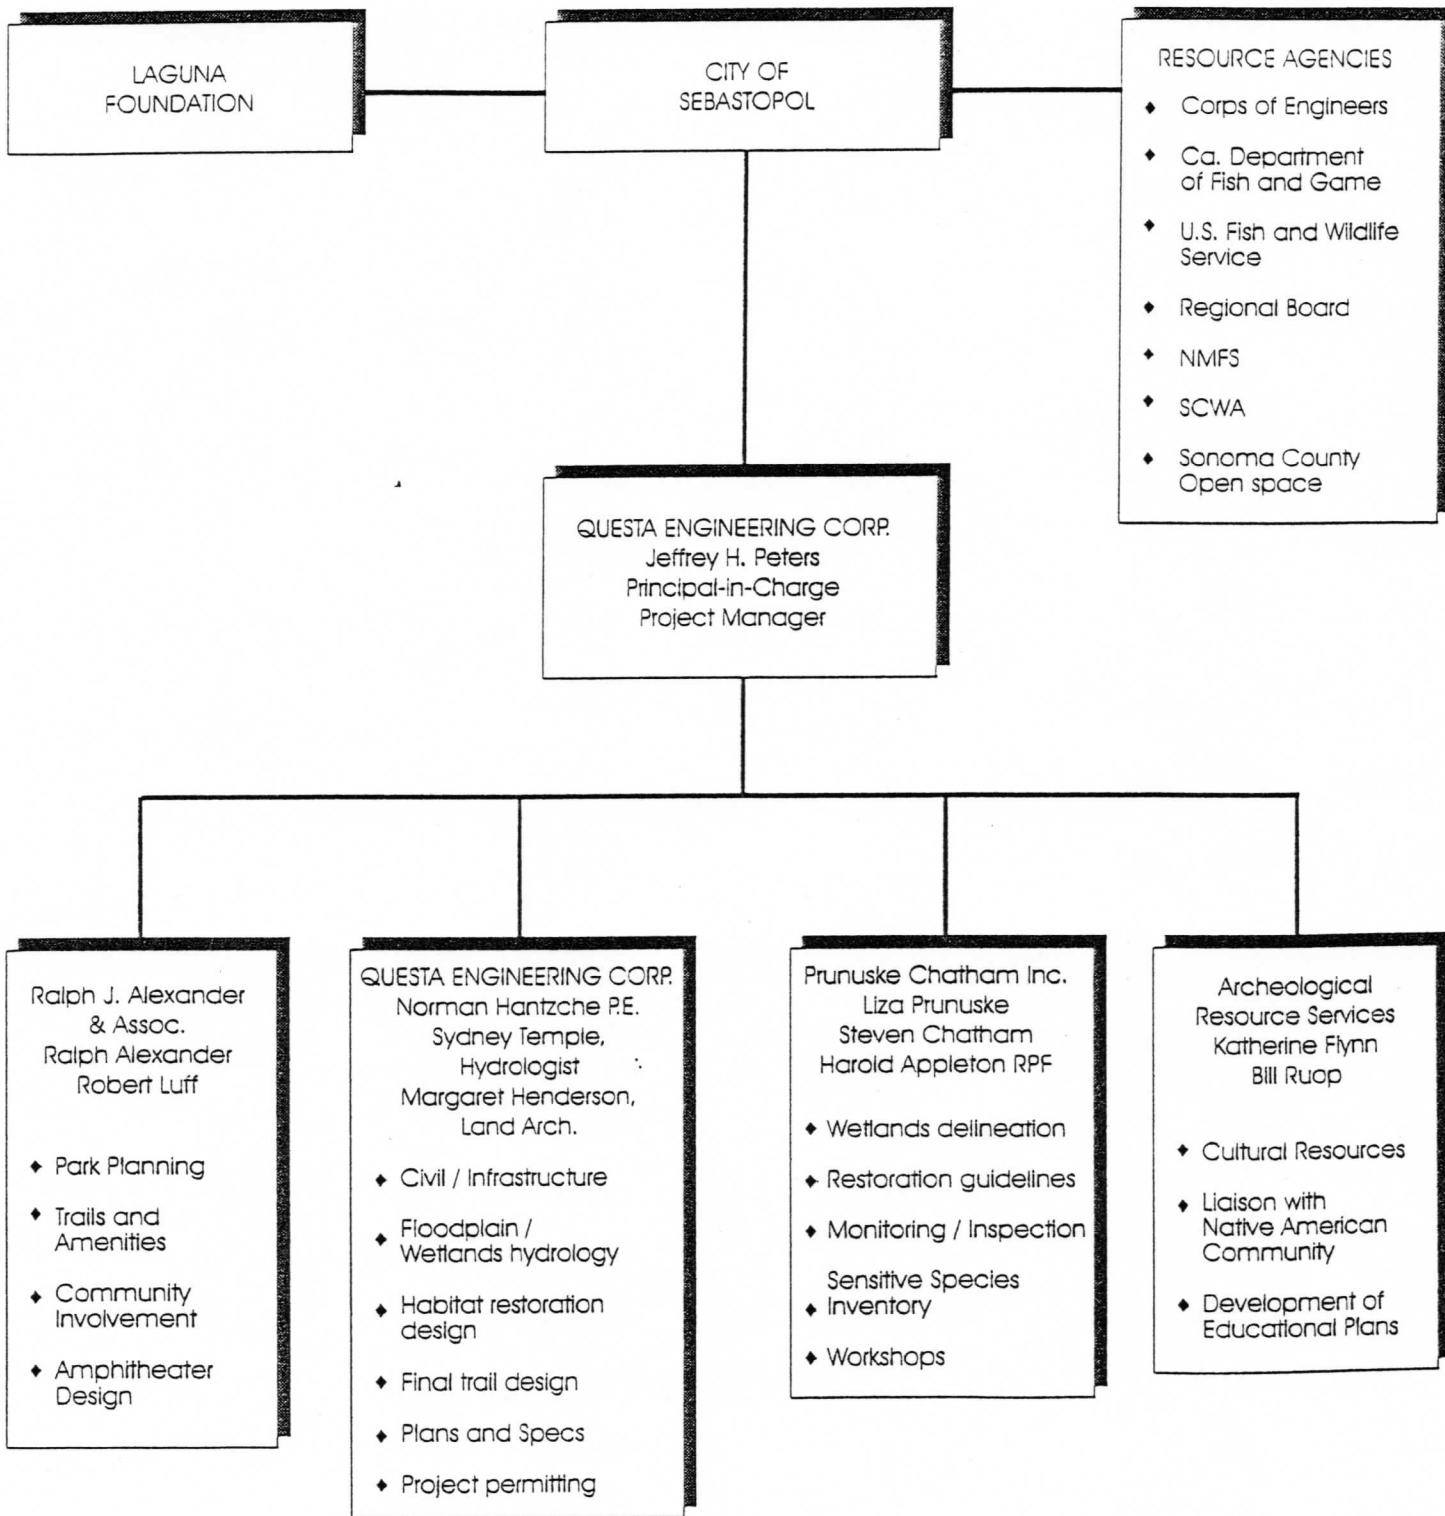 LAGUNA
FOUNDATION
CITY OF
SEBASTOPOL
RESOURCE AGENCIES
♦ Corps of Engineers
♦ Ca. Department
of Fish and Game
♦ U.S. Fish and Wildlife
Service
♦ Regional Board
♦ NMFS
♦ SCWA
♦ Sonoma County
Open space
QUESTA ENGINEERING CORP.
Jeffrey H. Peters
Principal-in-Charge
Project Manager
Ralph J. Alexander
& Assoc.
Ralph Alexander
Robert Luff
♦ Park Planning
♦ Trails and
Amenities
♦ Community
Involvement
♦ Amphitheater
Design
QUESTA ENGINEERING CORP.
Norman Hantzche P.E.
Sydney Temple,
Hydrologist
Margaret Henderson,
Land Arch.
♦ Civil / Infrastructure
♦ Floodplain /
Wetlands hydrology
♦ Habitat restoration
design
♦ Final trail design
♦ Plans and Specs
♦ Project permitting
Prunuske Chatham Inc.
Liza Prunuske
Steven Chatham
Harold Appleton RPF
♦ Wetlands delineation
♦ Restoration guidelines
♦ Monitoring / Inspection
Sensitive Species
♦ Inventory
♦ Workshops
Archeological
Resource Services
Katherine Flynn
Bill Ruop
♦ Cultural Resources
♦ Liaison with
Native American
Community
♦ Development of
Educational Plans